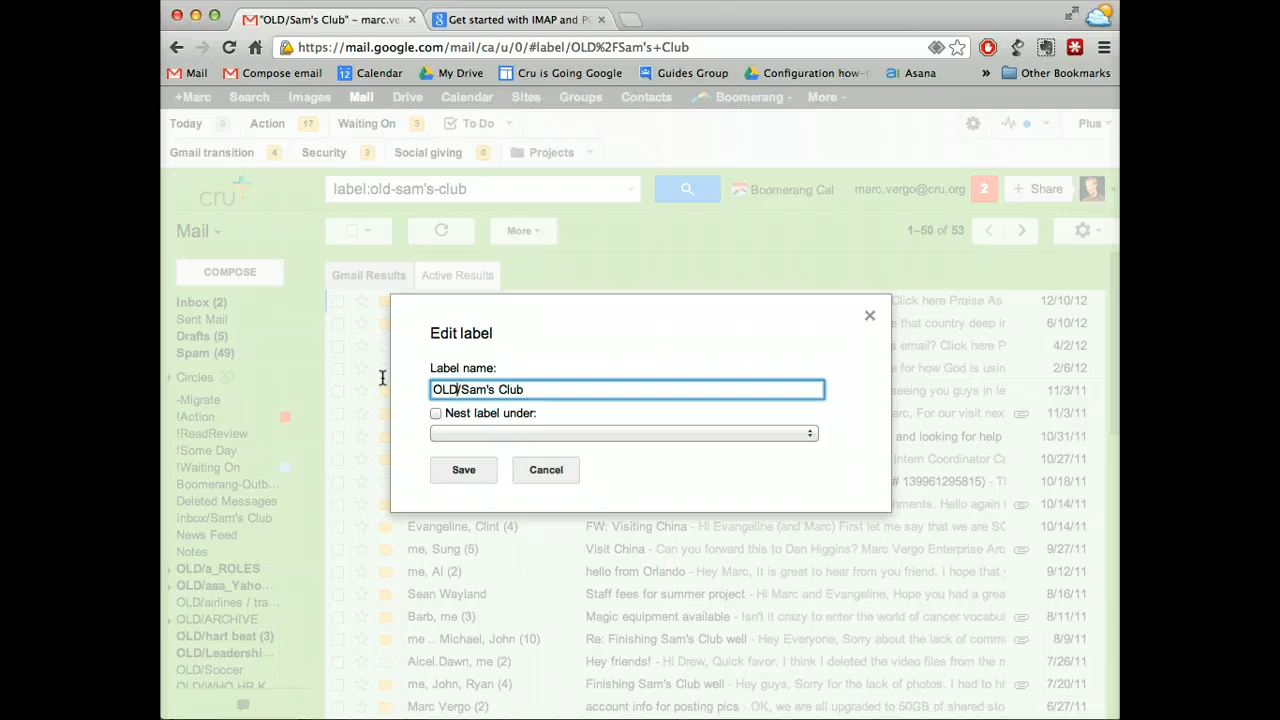 "OLD/Sam's Club" – marc.ve
Get started with IMAP and PO
https://mail.google.com/mail/ca/u/0/#label/OLD%2FSam's+Club
Mail Compose email Calendar My Drive Cru is Going Google Guides Group Configuration how-t Asana » Other Bookmarks
+Marc Search Images Mail Drive Calendar Sites Groups Contacts Boomerang More
Today 0 Action 17 Waiting On 3 To Do Plus
Gmail transition 4 Security 3 Social giving 0 Projects
cru label:old-sam's-club Boomerang Cal marc.vergo@cru.org 2 + Share
Mail More 1–50 of 53
COMPOSE Gmail Results Active Results
Inbox (2)
Sent Mail
Drafts (5)
Spam (49)
Circles
-Migrate
!Action
!ReadReview
!Some Day
!Waiting On
Boomerang-Outb...
Deleted Messages
Inbox/Sam's Club
News Feed
Notes
OLD/a_ROLES
OLD/aaa_Yaho...
OLD/airlines / tra...
OLD/ARCHIVE
OLD/hart beat (3)
OLD/Leadershi...
OLD/Soccer
OLD/WHO HR K
Edit label
Label name:
OLD/Sam's Club
Nest label under:
Save Cancel
Click here Praise As 12/10/12
e that country deep in 6/10/12
s email? Click here P 4/2/12
for how God is using 2/6/12
seeing you guys in le 11/3/11
my, For our visit nex 11/3/11
and looking for help 10/31/11
Intern Coordinator Ca 10/27/11
# 139961295815) - Th 10/18/11
nments. Hello again t 10/14/11
Evangeline, Clint (4) FW: Visiting China - Hi Evangeline (and Marc) First let me say that we are SO 10/14/11
me, Sung (5) Visit China - Can you forward this to Dan Higgins? Marc Vergo Enterprise Arc 9/27/11
me, Al (2) hello from Orlando - Hey Marc, It is great to hear from you friend. I hope that 9/12/11
Sean Wayland Staff fees for summer project - Hi Marc and Evangeline, Hope you had a grea 8/16/11
Barb, me (3) Magic equipment available - Isn't it crazy to enter the world of cancer vocabul 8/11/11
me .. Michael, John (10) Re: Finishing Sam's Club well - Hey Everyone, Sorry about the lack of comm 8/9/11
Aicel.Dawn, me (2) Hey friends! - Hi Drew, Quick favor. I think I deleted the video files from the m 7/26/11
me, John, Ryan (4) Finishing Sam's Club well - Hey guys, Sorry for the lack of photos. I had to hi 7/20/11
Marc Vergo (2) account info for posting pics - OK, we are all upgraded to 50GB of shared sto 7/16/11